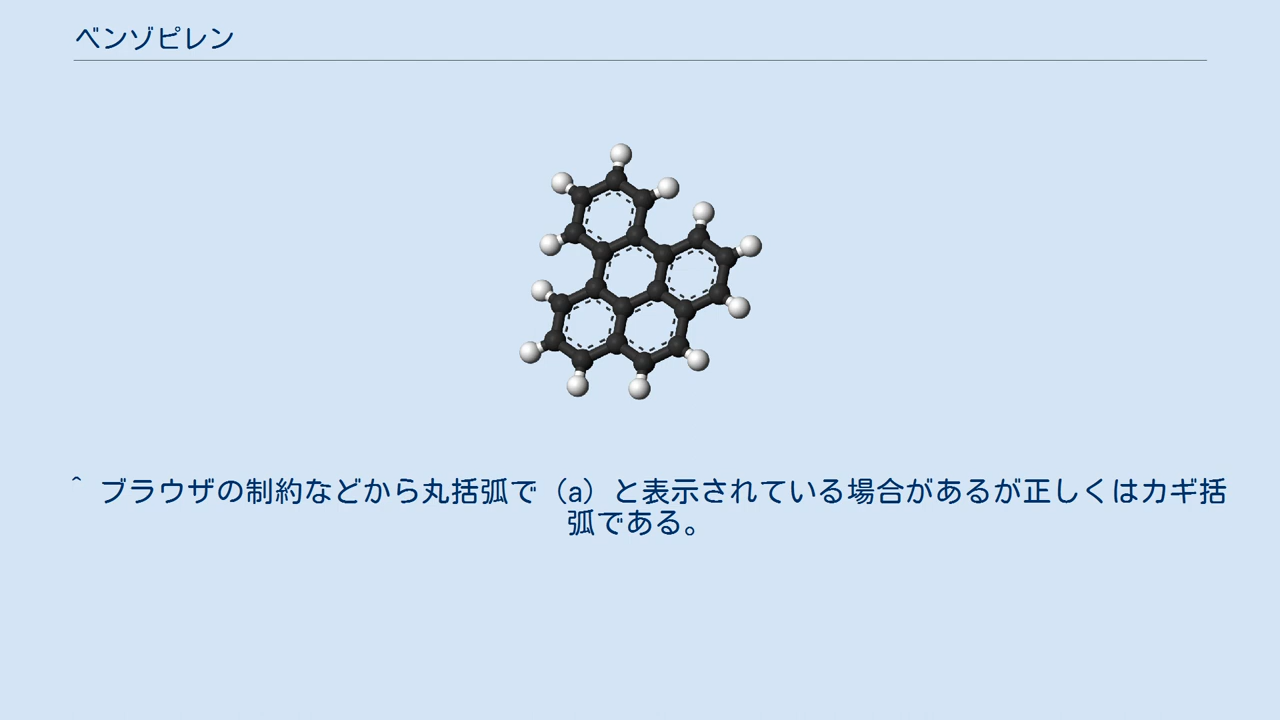 ベンゾピレン
^ ブラウザの制約などから丸括弧で（a）と表示されている場合があるが正しくはカギ括
弧である。